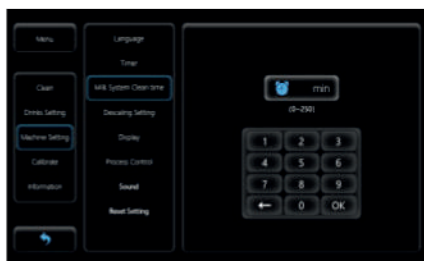 Menu
Clean
Drinks Setting
Machine Setting
Calibrate
Information
Language
Timer
Milk System Clean time
Descaling Setting
Display
Process Control
Sound
Reset Setting
min
(0~250)
1 2 3
4 5 6
7 8 9
← 0 OK